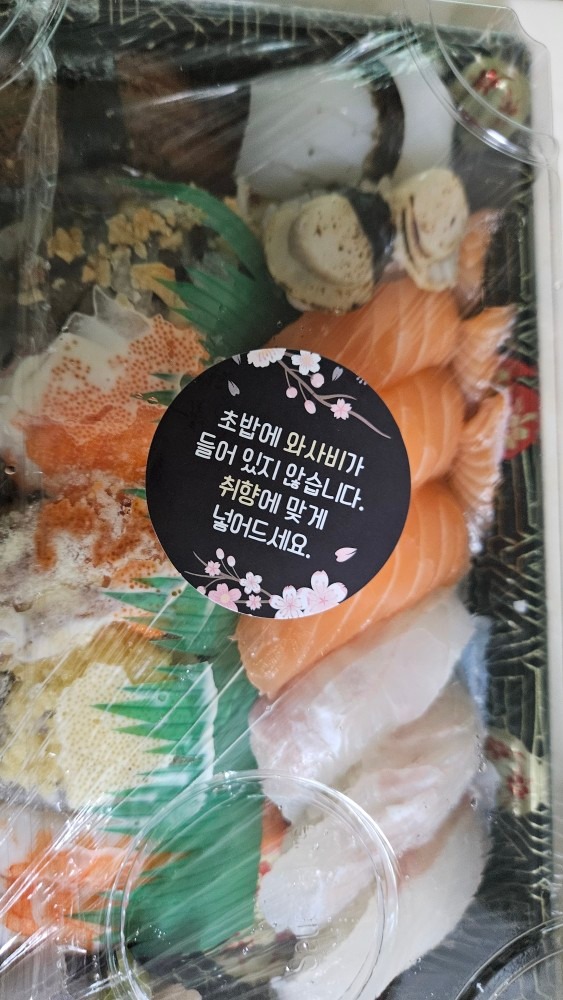 초밥에 와사비가
들어 있지 않습니다.
취향에 맞게
넣어드세요.